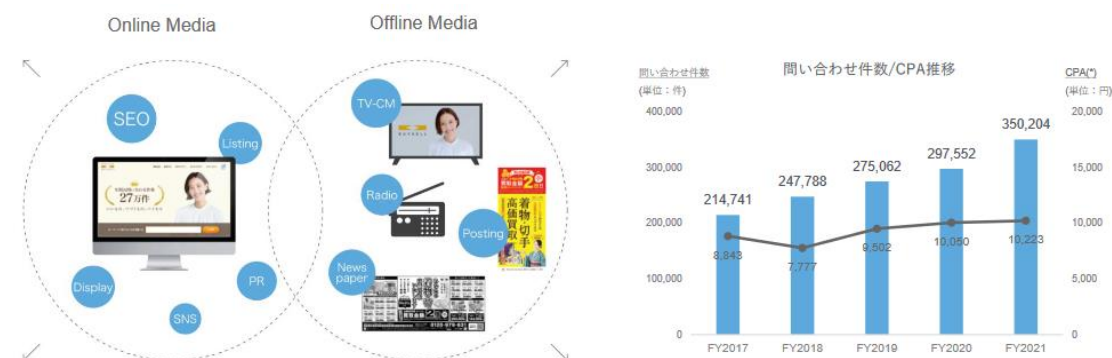 Online Media
Offline Media
SEO
Listing
27万件
Display
SNS
PR
TV-CM
BUYSELL
Radio
Posting
着物・切手
高価買取
News
paper
問い合わせ件数/CPA推移
問い合わせ件数
(単位：件)
CPA(*)
(単位：円)
400,000
300,000
200,000
100,000
0
20,000
15,000
10,000
5,000
0
214,741
247,788
275,062
297,552
350,204
8,843
7,777
9,502
10,050
10,223
FY2017
FY2018
FY2019
FY2020
FY2021